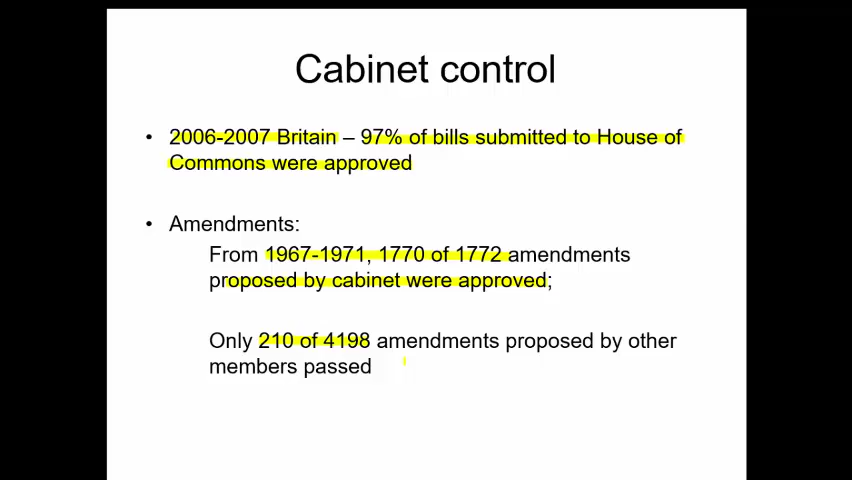 Cabinet control
• 2006-2007 Britain – 97% of bills submitted to House of
Commons were approved
• Amendments:
From 1967-1971, 1770 of 1772 amendments
proposed by cabinet were approved;
Only 210 of 4198 amendments proposed by other
members passed